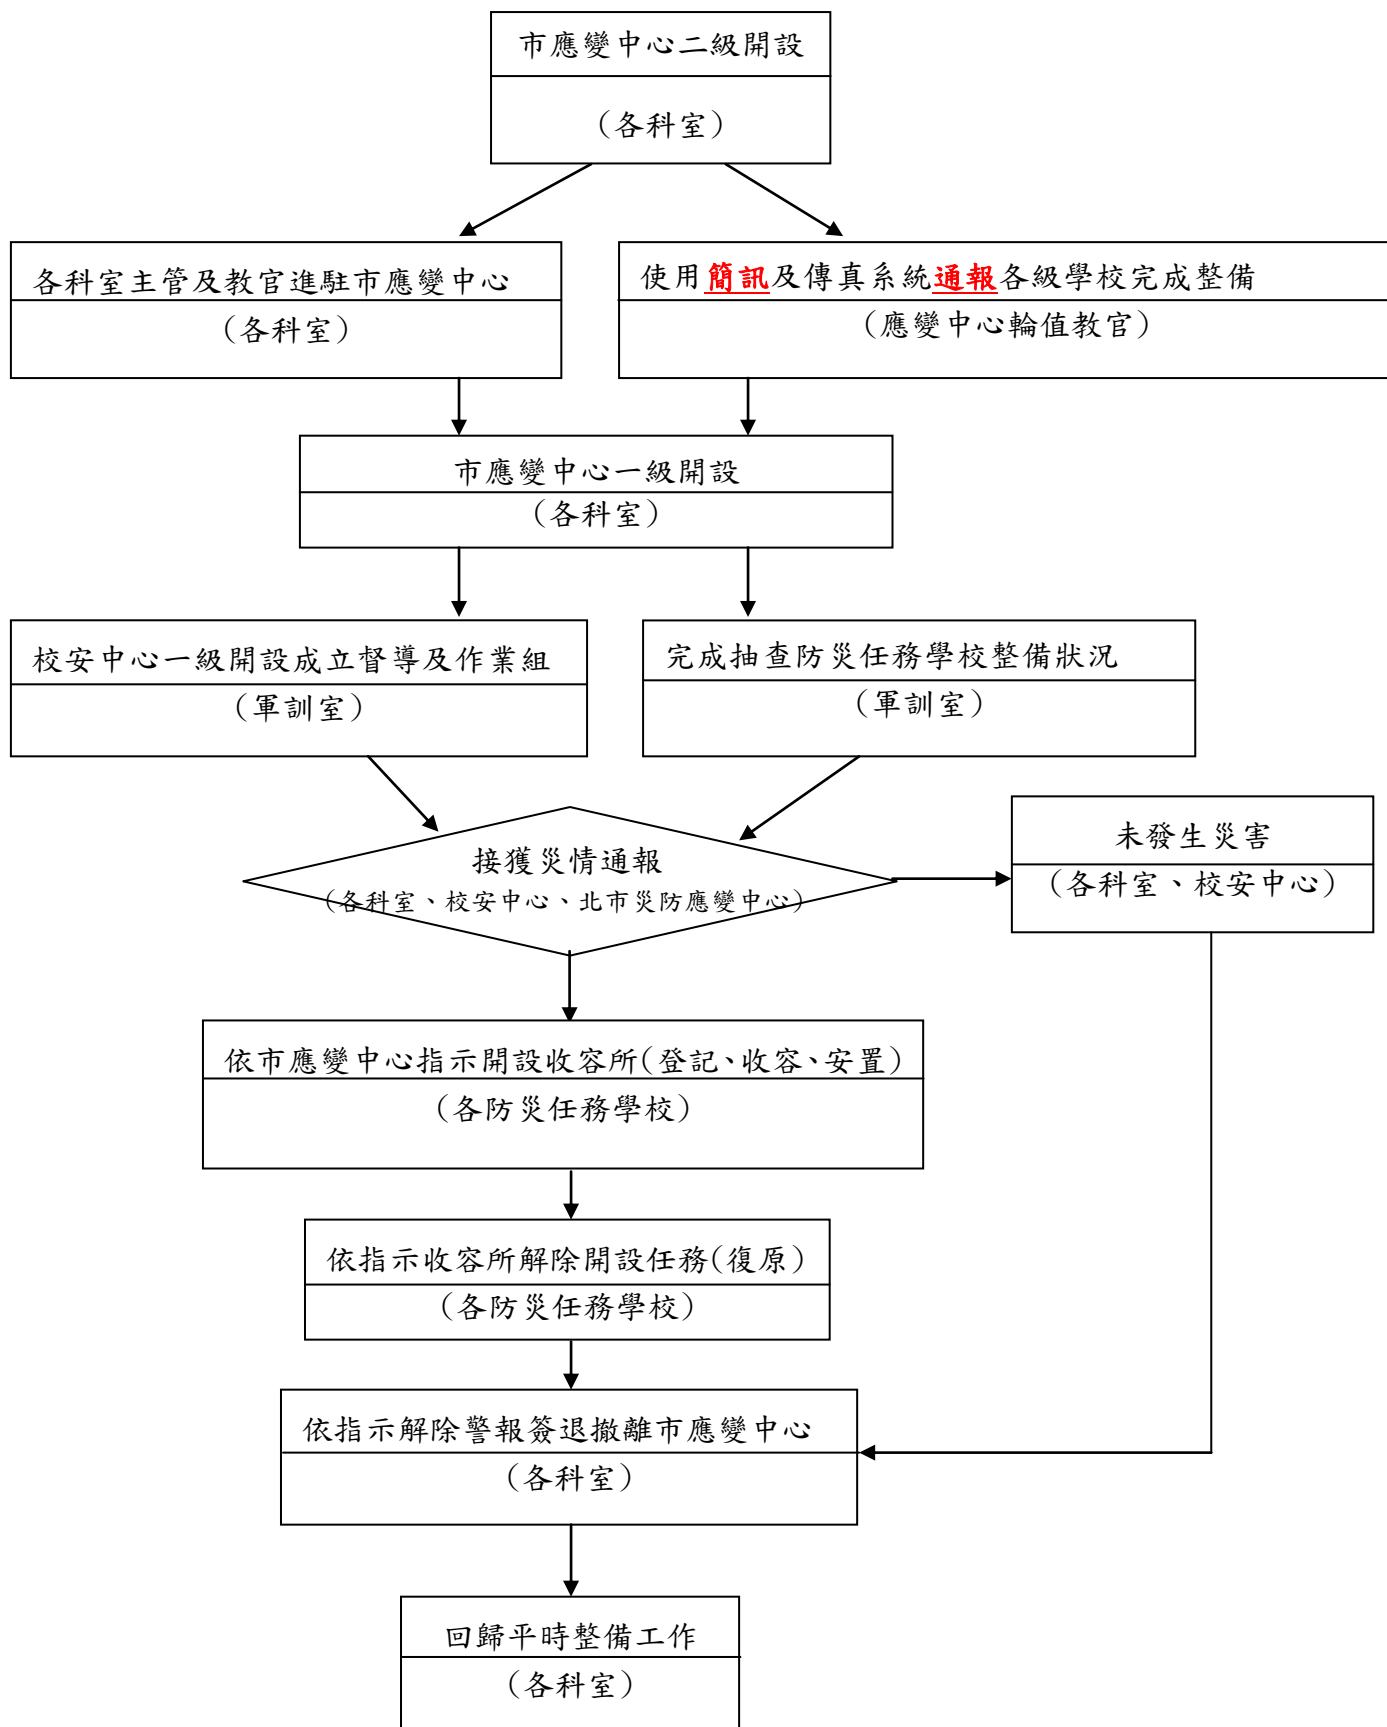 市應變中心二級開設
（各科室）
各科室主管及教官進駐市應變中心
（各科室）
使用簡訊及傳真系統通報各級學校完成整備
（應變中心輪值教官）
市應變中心一級開設
（各科室）
校安中心一級開設成立督導及作業組
（軍訓室）
完成抽查防災任務學校整備狀況
（軍訓室）
接獲災情通報
（各科室、校安中心、北市災防應變中心）
未發生災害
（各科室、校安中心）
依市應變中心指示開設收容所(登記、收容、安置)
（各防災任務學校）
依指示收容所解除開設任務(復原)
（各防災任務學校）
依指示解除警報簽退撤離市應變中心
（各科室）
回歸平時整備工作
（各科室）